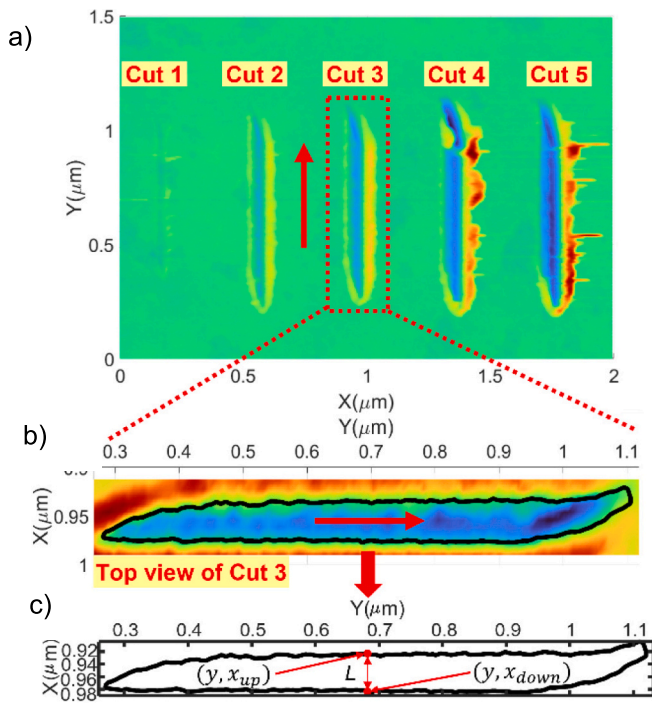 a)
1.5
Cut 1 Cut 2 Cut 3 Cut 4 Cut 5
1
Y(μm)
0.5
0
0 0.5 1 1.5 2
X(μm)
Y(μm)
b)
0.3 0.4 0.5 0.6 0.7 0.8 0.9 1 1.1
X(μm)
0.95
1
Top view of Cut 3
c)
Y(μm)
0.3 0.4 0.5 0.6 0.7 0.8 0.9 1 1.1
X(μm)
0.92
0.94
(y, x_up) L (y, x_down)
0.96
0.98